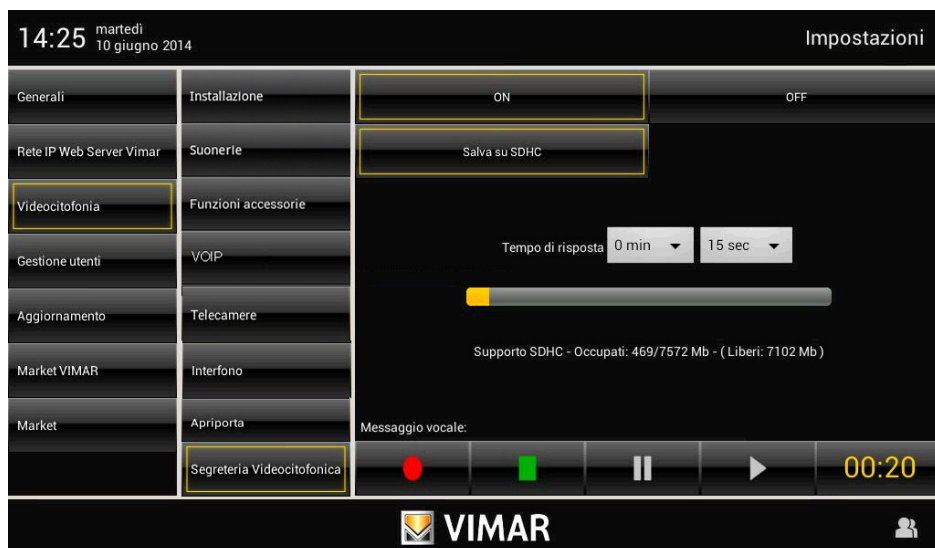 14:25 martedì
10 giugno 2014
Impostazioni
Generali
Rete IP Web Server Vimar
Videocitofonia
Gestione utenti
Aggiornamento
Market VIMAR
Market
Installazione
Suonerie
Funzioni accessorie
VOIP
Telecamere
Interfono
Apriporta
Segreteria Videocitofonica
ON OFF
Salva su SDHC
Tempo di risposta 0 min 15 sec
Supporto SDHC - Occupati: 469/7572 Mb - ( Liberi: 7102 Mb )
Messaggio vocale:
00:20
VIMAR